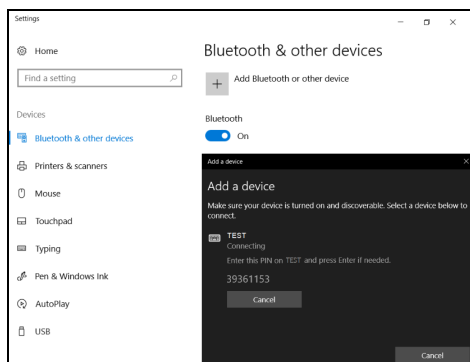 Settings
Home
Find a setting
Devices
Bluetooth & other devices
Printers & scanners
Mouse
Touchpad
Typing
Pen & Windows Ink
AutoPlay
USB
Bluetooth & other devices
Add Bluetooth or other device
Bluetooth
On
Add a device
Add a device
Make sure your device is turned on and discoverable. Select a device below to
connect.
TEST
Connecting
Enter this PIN on TEST and press Enter if needed.
39361153
Cancel
Cancel